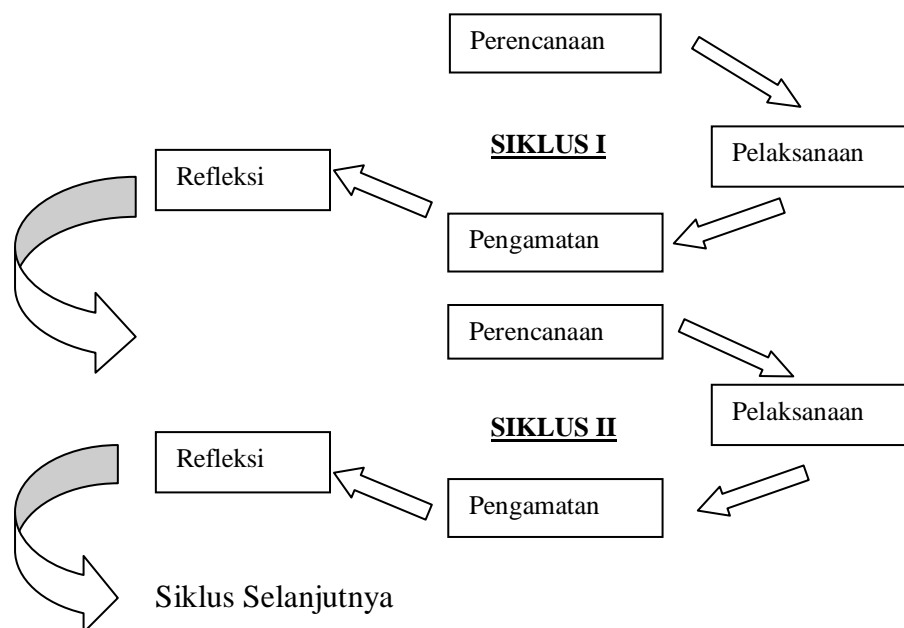 Perencanaan
SIKLUS I
Pelaksanaan
Refleksi
Pengamatan
Perencanaan
Pelaksanaan
SIKLUS II
Refleksi
Pengamatan
Siklus Selanjutnya